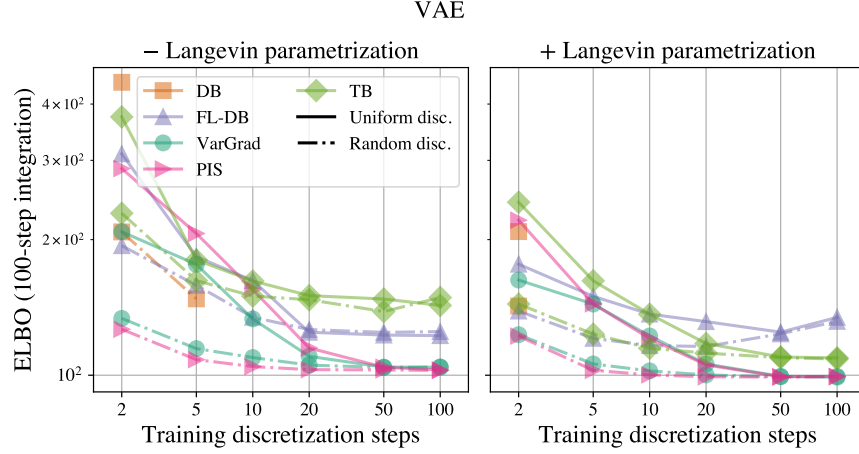 VAE
− Langevin parametrization
+ Langevin parametrization
ELBO (100-step integration)
4 × 10²
3 × 10²
2 × 10²
10²
DB
FL-DB
VarGrad
PIS
TB
Uniform disc.
Random disc.
2 5 10 20 50 100
2 5 10 20 50 100
Training discretization steps
Training discretization steps